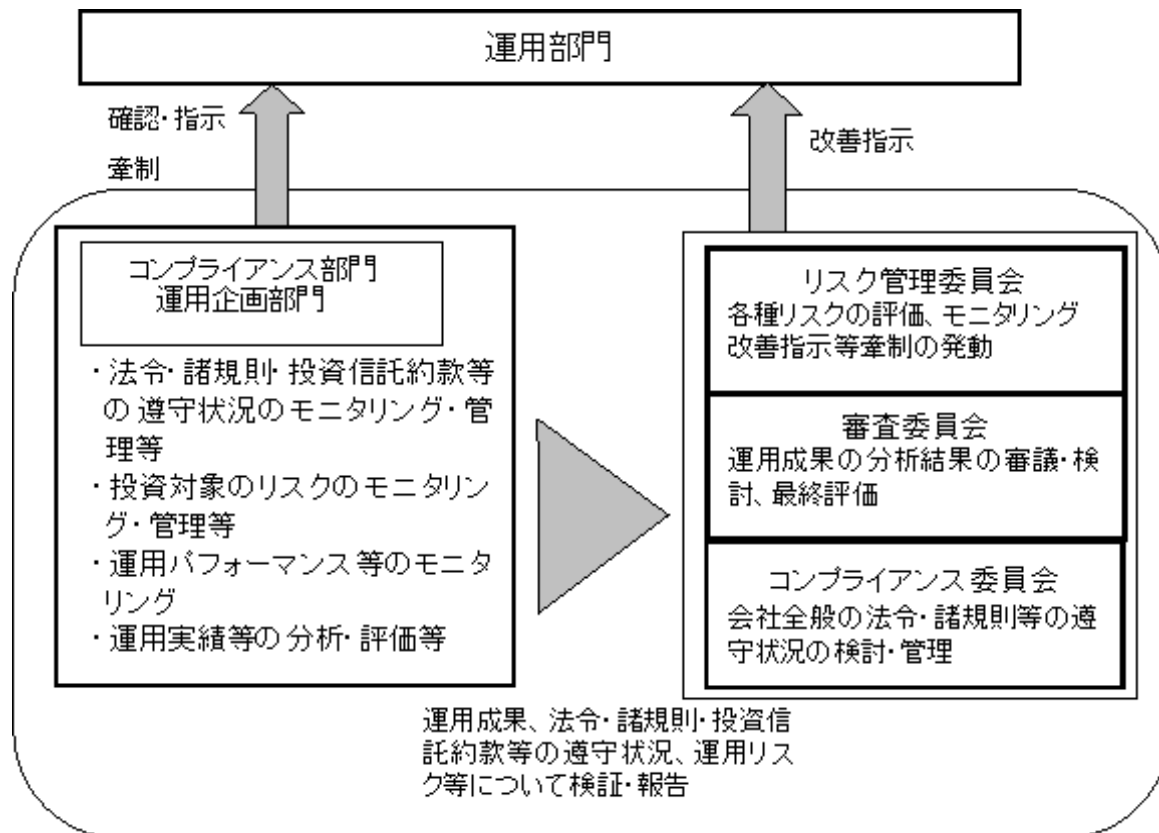 運用部門
確認・指示
牽制
改善指示
コンプライアンス部門
運用企画部門
・法令・諸規則・投資信託約款等
の遵守状況のモニタリング・管
理等
・投資対象のリスクのモニタリン
グ・管理等
・運用パフォーマンス等のモニタ
リング
・運用実績等の分析・評価等
リスク管理委員会
各種リスクの評価、モニタリング
改善指示等牽制の発動
審査委員会
運用成果の分析結果の審議・検
討、最終評価
コンプライアンス委員会
会社全般の法令・諸規則等の遵
守状況の検討・管理
運用成果、法令・諸規則・投資信
託約款等の遵守状況、運用リス
ク等について検証・報告